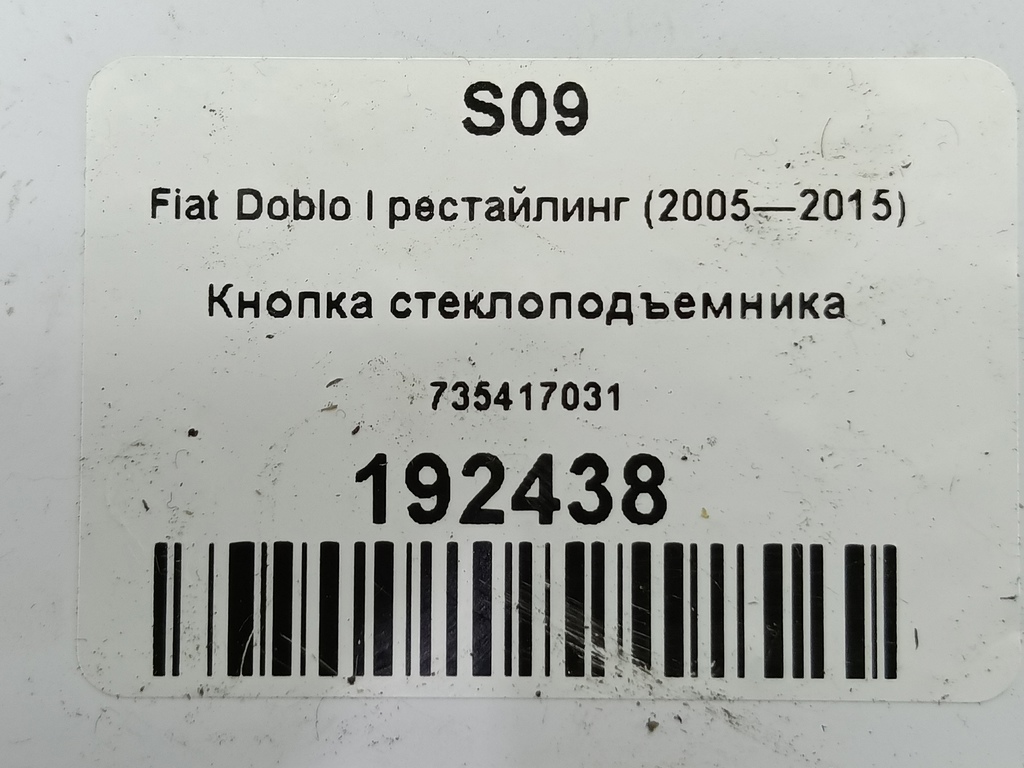 S09
Fiat Doblo I рестайлинг (2005—2015)
Кнопка стеклоподъемника
735417031
192438